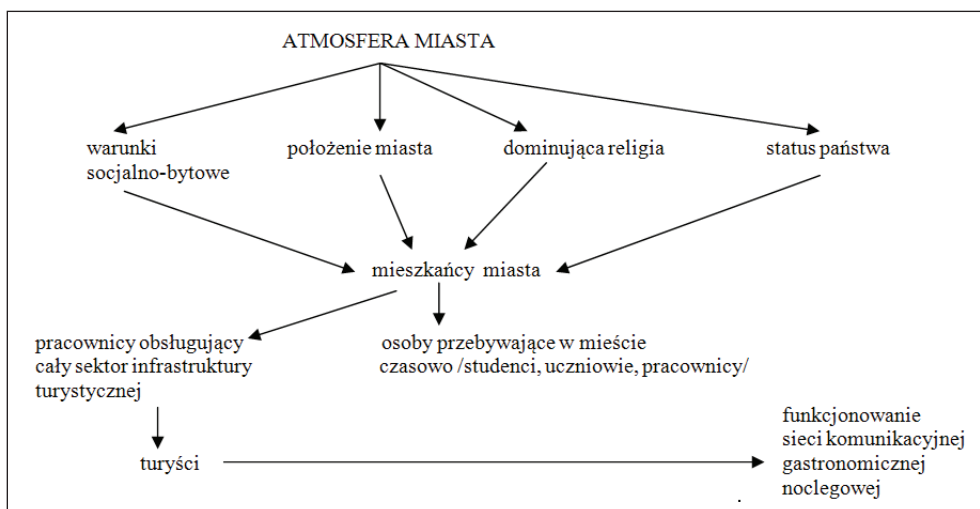 ATMOSFERA MIASTA
warunki
socjalno-bytowe
położenie miasta
dominująca religia
status państwa
mieszkańcy miasta
pracownicy obsługujący
cały sektor infrastruktury
turystycznej
osoby przebywające w mieście
czasowo /studenci, uczniowie, pracownicy/
turyści
funkcjonowanie
sieci komunikacyjnej
gastronomicznej
noclegowej
.